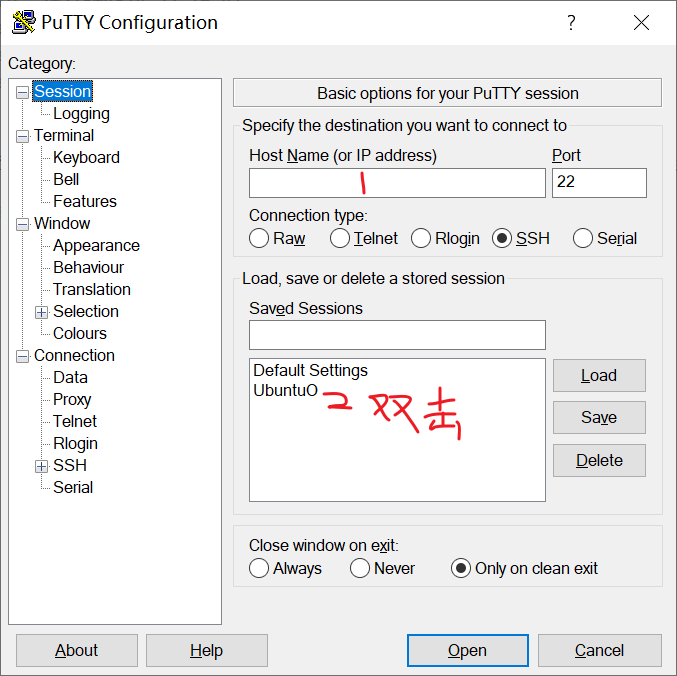 PuTTY Configuration
?
Category:
Session
Logging
Terminal
Keyboard
Bell
Features
Window
Appearance
Behaviour
Translation
Selection
Colours
Connection
Data
Proxy
Telnet
Rlogin
SSH
Serial
Basic options for your PuTTY session
Specify the destination you want to connect to
Host Name (or IP address) Port
1 22
Connection type:
Raw Telnet Rlogin SSH Serial
Load, save or delete a stored session
Saved Sessions
Default Settings
UbuntuO 2 双击
Load
Save
Delete
Close window on exit:
Always Never Only on clean exit
About Help Open Cancel